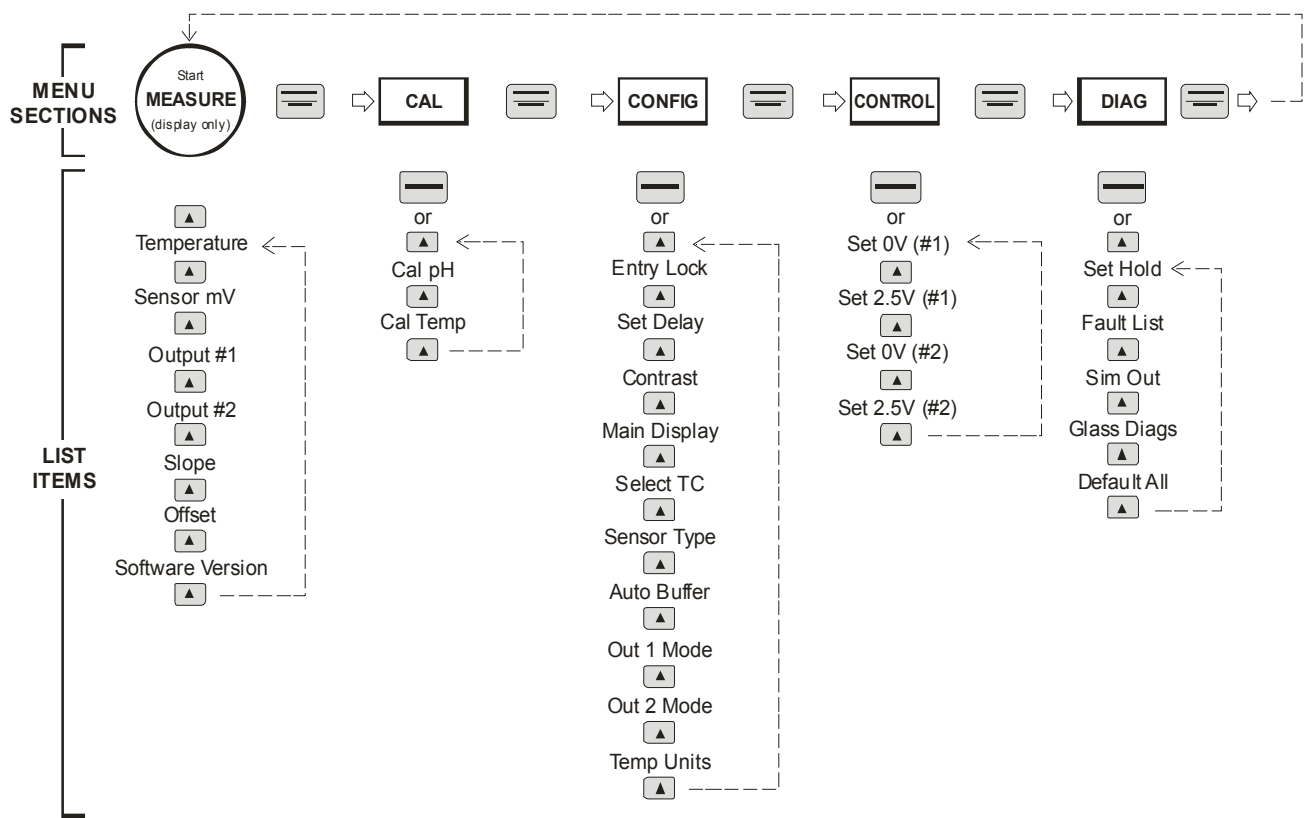 MENU
SECTIONS
Start
MEASURE
(display only)
CAL
CONFIG
CONTROL
DIAG
LIST
ITEMS
Temperature
Sensor mV
Output #1
Output #2
Slope
Offset
Software Version
or
Cal pH
Cal Temp
or
Entry Lock
Set Delay
Contrast
Main Display
Select TC
Sensor Type
Auto Buffer
Out 1 Mode
Out 2 Mode
Temp Units
or
Set 0V (#1)
Set 2.5V (#1)
Set 0V (#2)
Set 2.5V (#2)
or
Set Hold
Fault List
Sim Out
Glass Diags
Default All